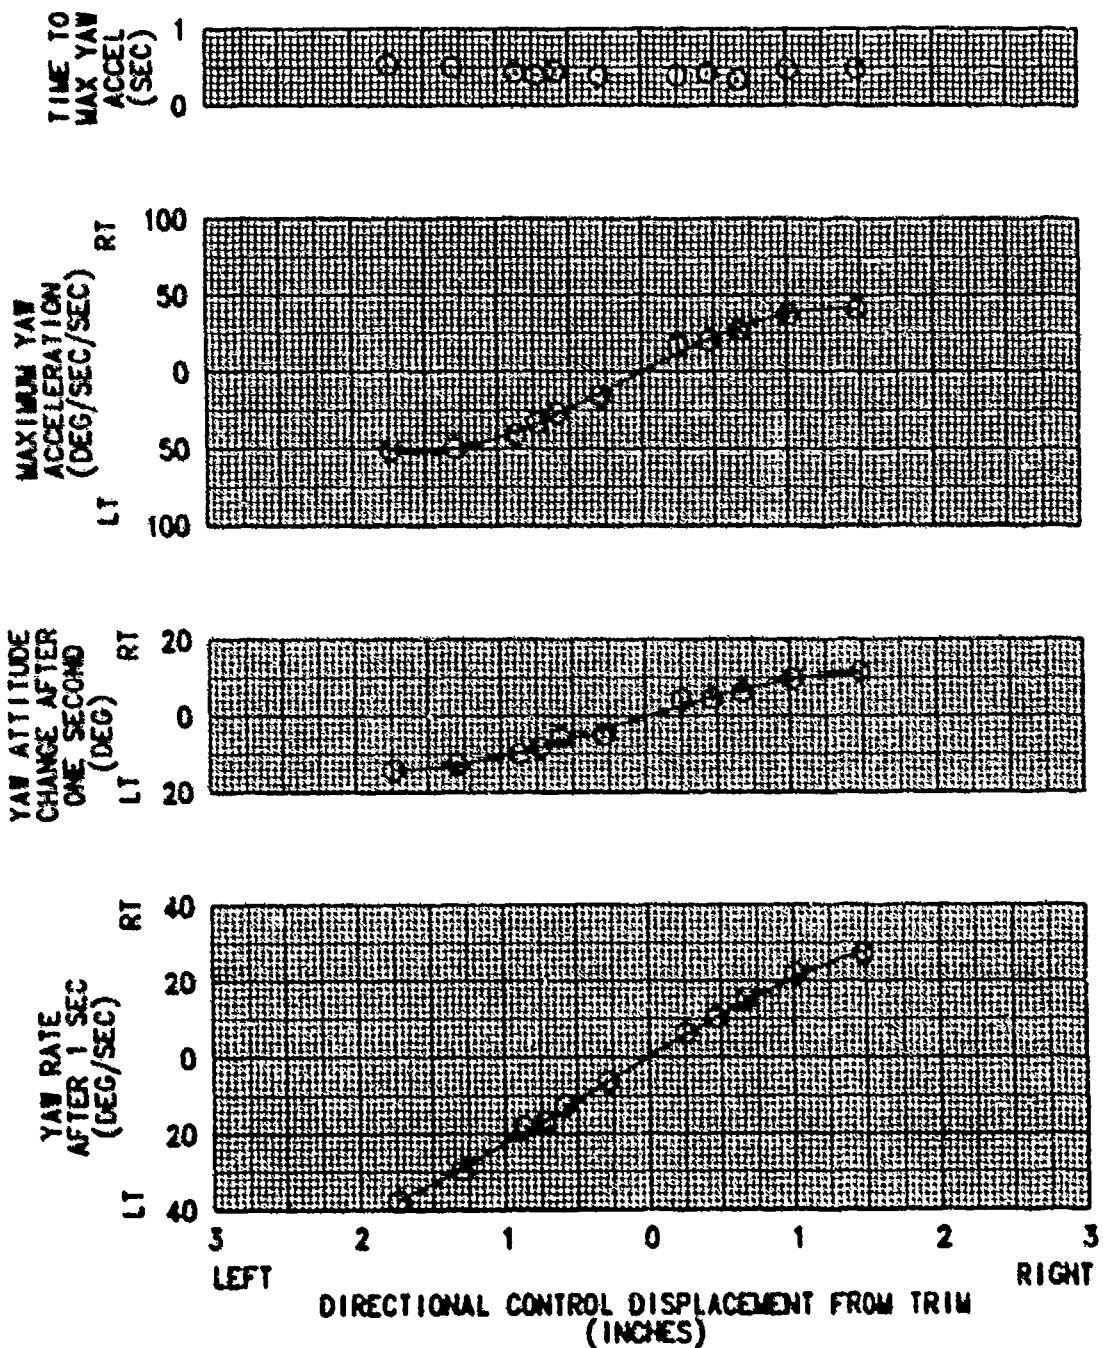 TIME TO
MAX YAW
ACCEL
(SEC)
1
0
MAXIMUM YAW
ACCELERATION
(DEG/SEC/SEC)
LT
RT
100
50
0
50
100
YAW ATTITUDE
CHANGE AFTER
ONE SECOND
(DEG)
LT
RT
20
0
20
YAW RATE
AFTER 1 SEC
(DEG/SEC)
LT
RT
40
20
0
20
40
3 2 1 0 1 2 3
LEFT RIGHT
DIRECTIONAL CONTROL DISPLACEMENT FROM TRIM
(INCHES)